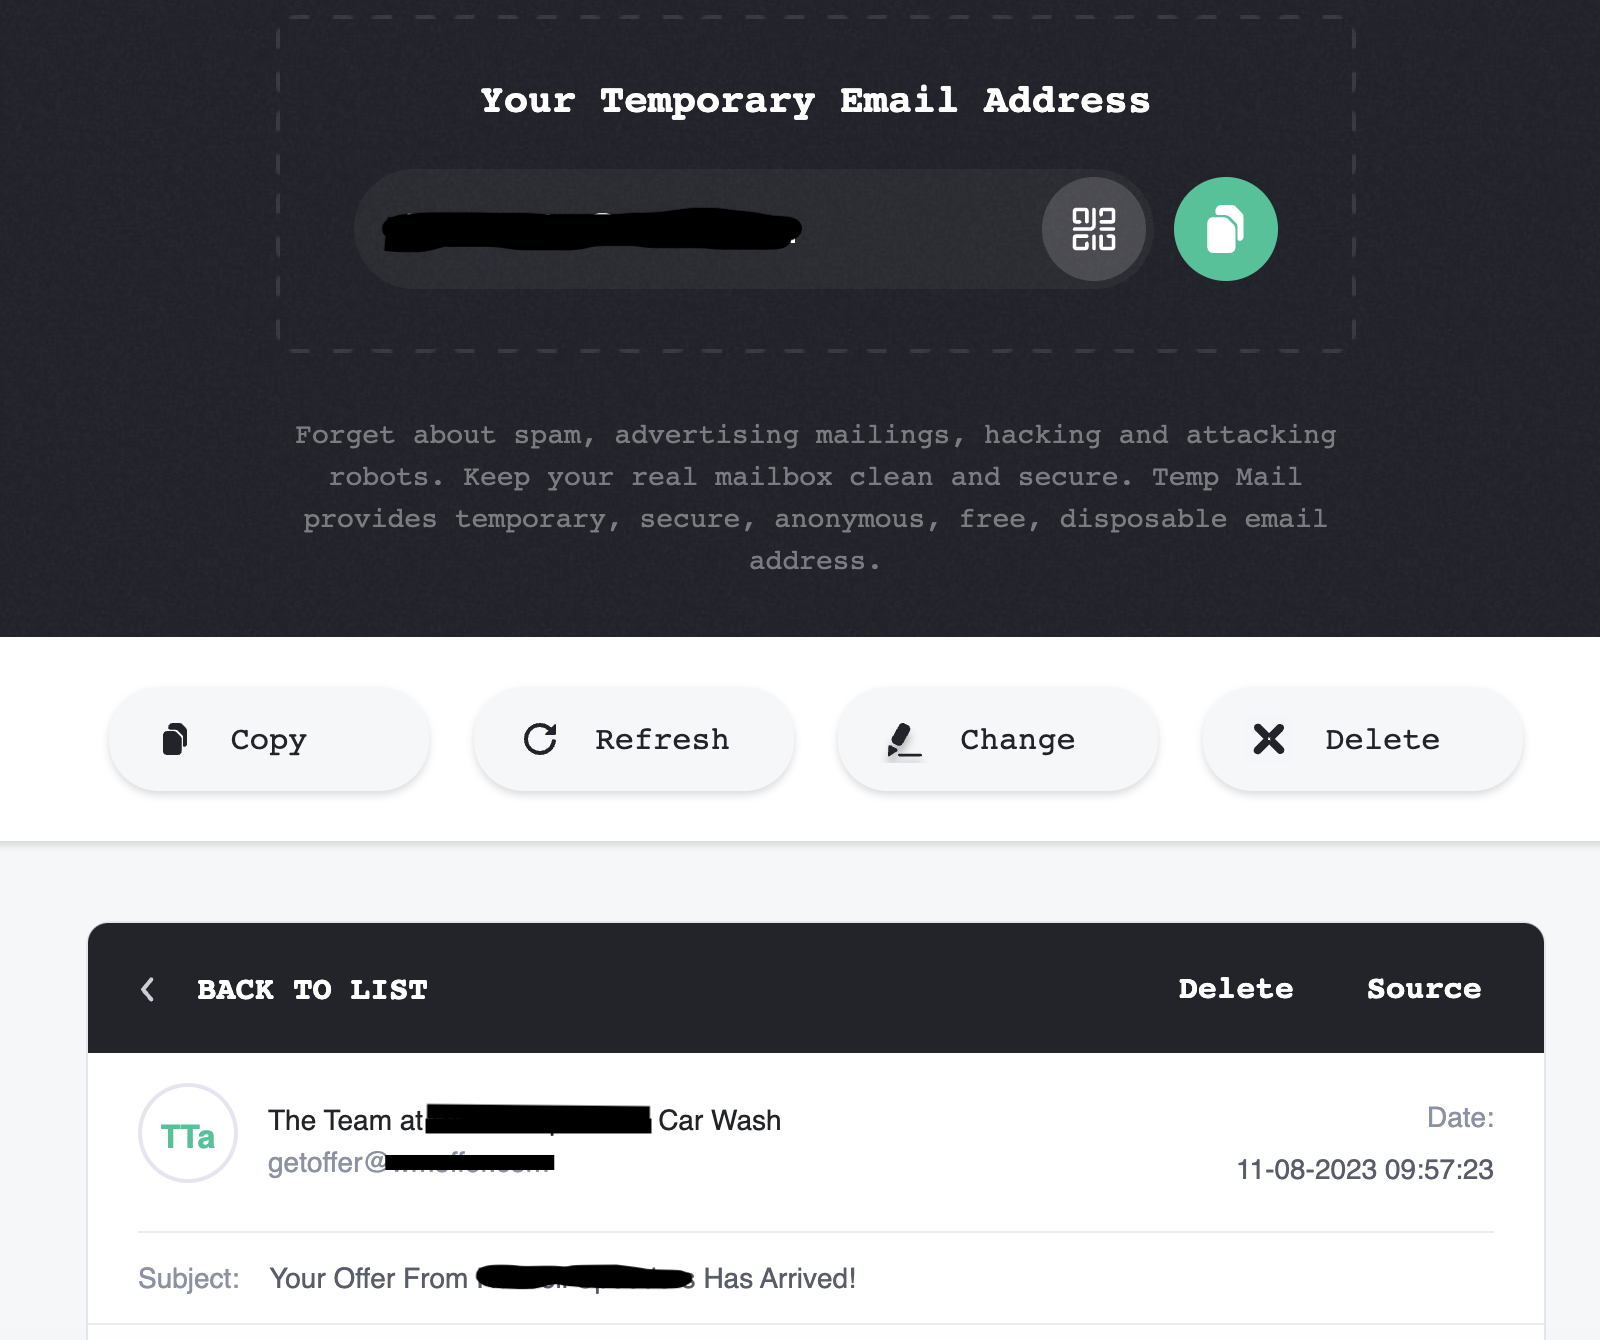 Your Temporary Email Address
Forget about spam, advertising mailings, hacking and attacking
robots. Keep your real mailbox clean and secure. Temp Mail
provides temporary, secure, anonymous, free, disposable email
address.
Copy
Refresh
Change
Delete
BACK TO LIST
Delete
Source
TTa
The Team at Car Wash
getoffer@
Date:
11-08-2023 09:57:23
Subject: Your Offer From Has Arrived!